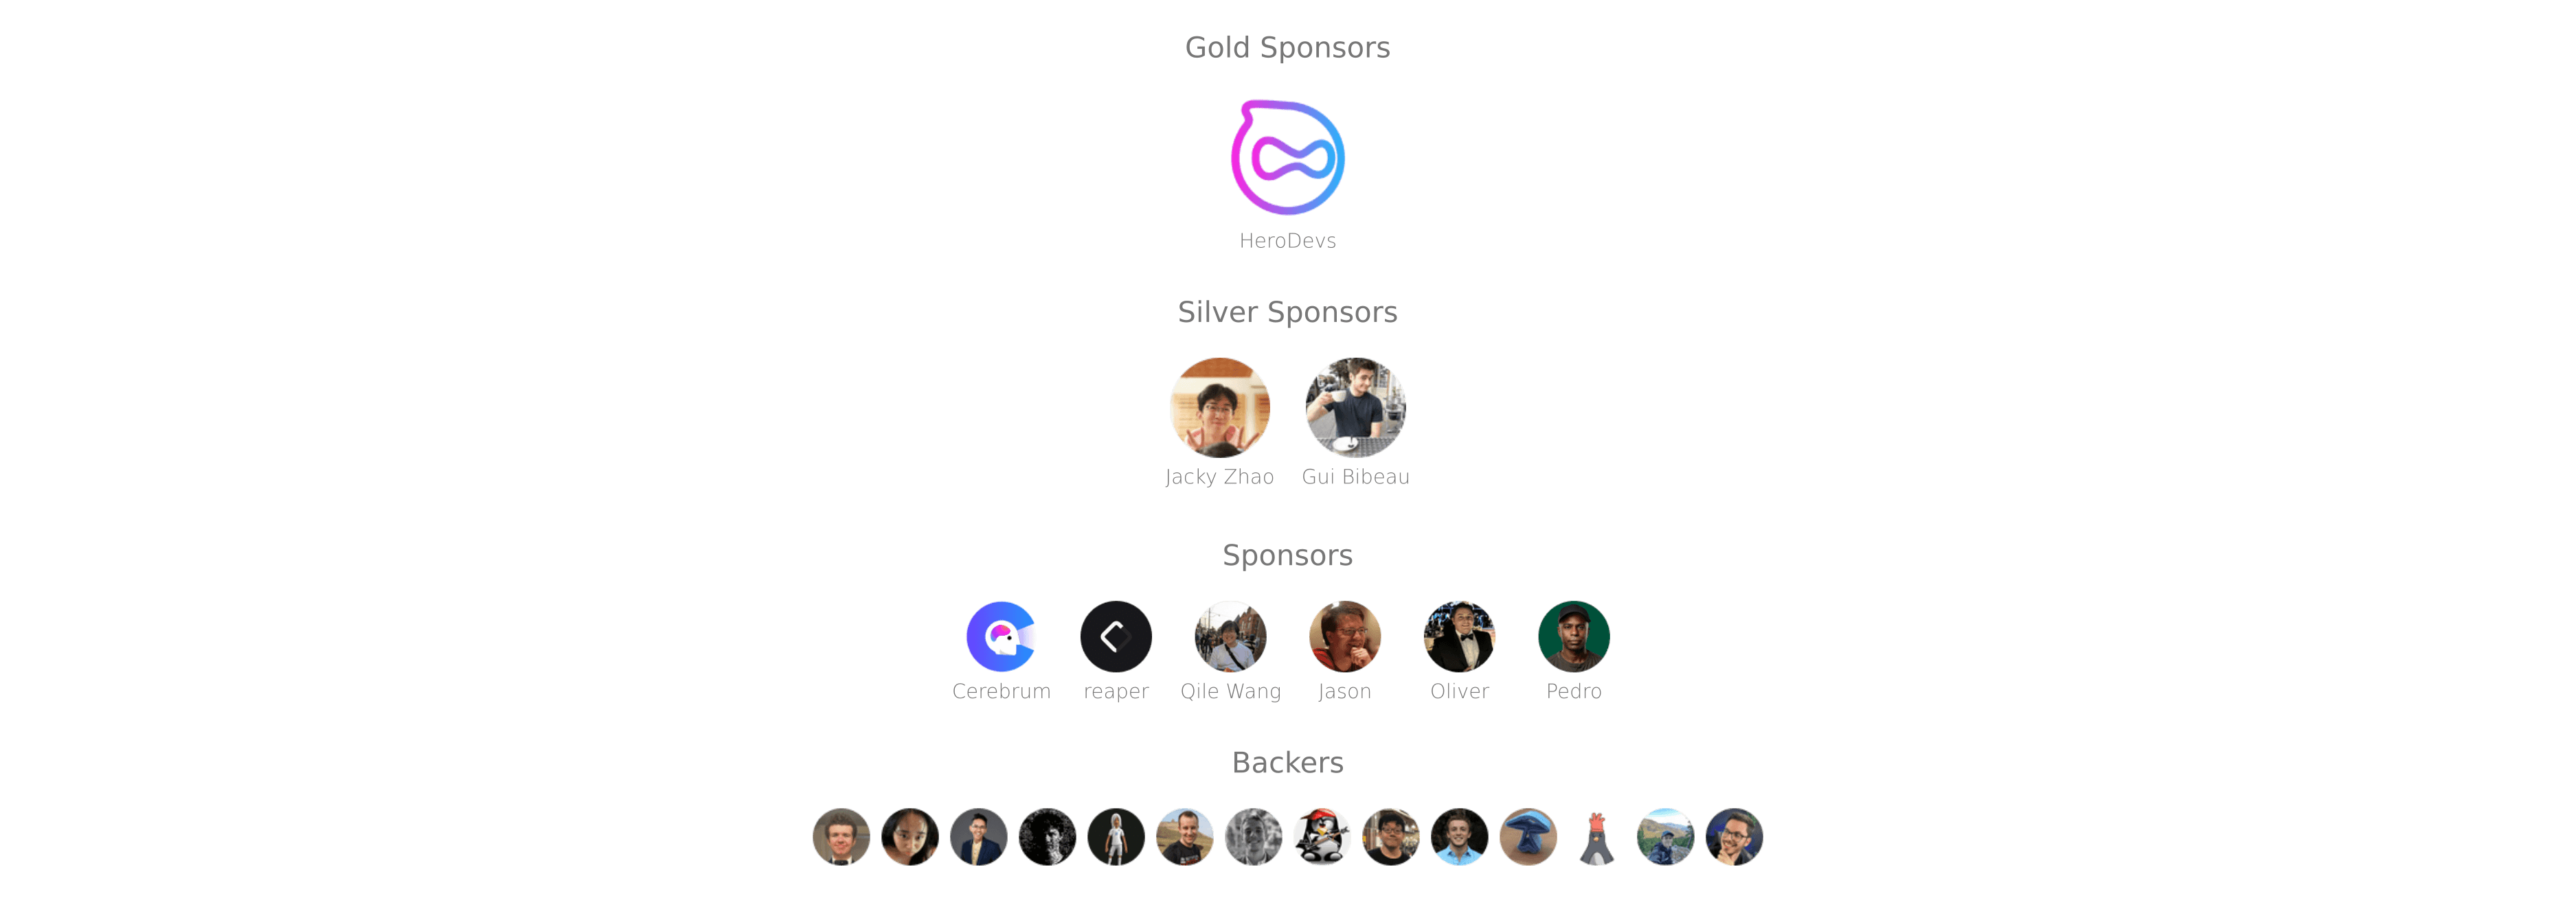 Gold Sponsors
HeroDevs
Silver Sponsors
Jacky Zhao Gui Bibeau
Sponsors
Cerebrum reaper Qile Wang Jason Oliver Pedro
Backers